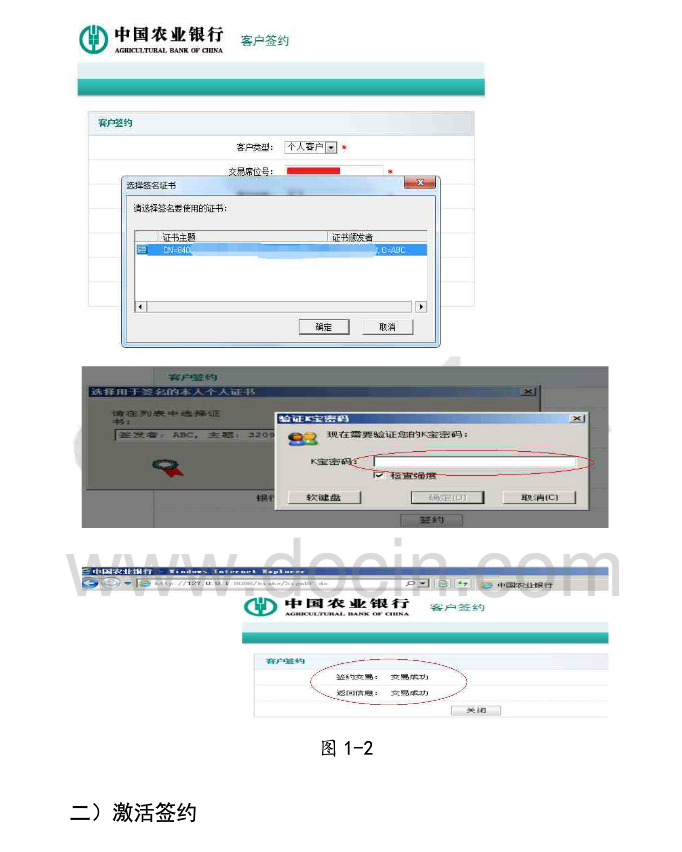 中国农业银行 客户签约
AGRICULTURAL BANK OF CHINA
客户签约
客户类型： 个人客户 *
交易席位号： *
选择签名证书
请选择签名要使用的证书：
证书主题 证书颁发者
CN=640 O=ABC
确定 取消
客户签约
选择用于签名的本人个人证书
请在列表中选择证
书：
签发者：ABC, 主题：3209
验证K宝密码
现在需要验证您的K宝密码：
K宝密码：
检查强度
软键盘 确定(O) 取消(C)
签约
www.docin.com
中国农业银行 - Windows Internet Explorer
中国农业银行
中国农业银行 客户签约
AGRICULTURAL BANK OF CHINA
客户签约
签约交易： 交易成功
返回信息： 交易成功
关闭
图 1-2
二）激活签约